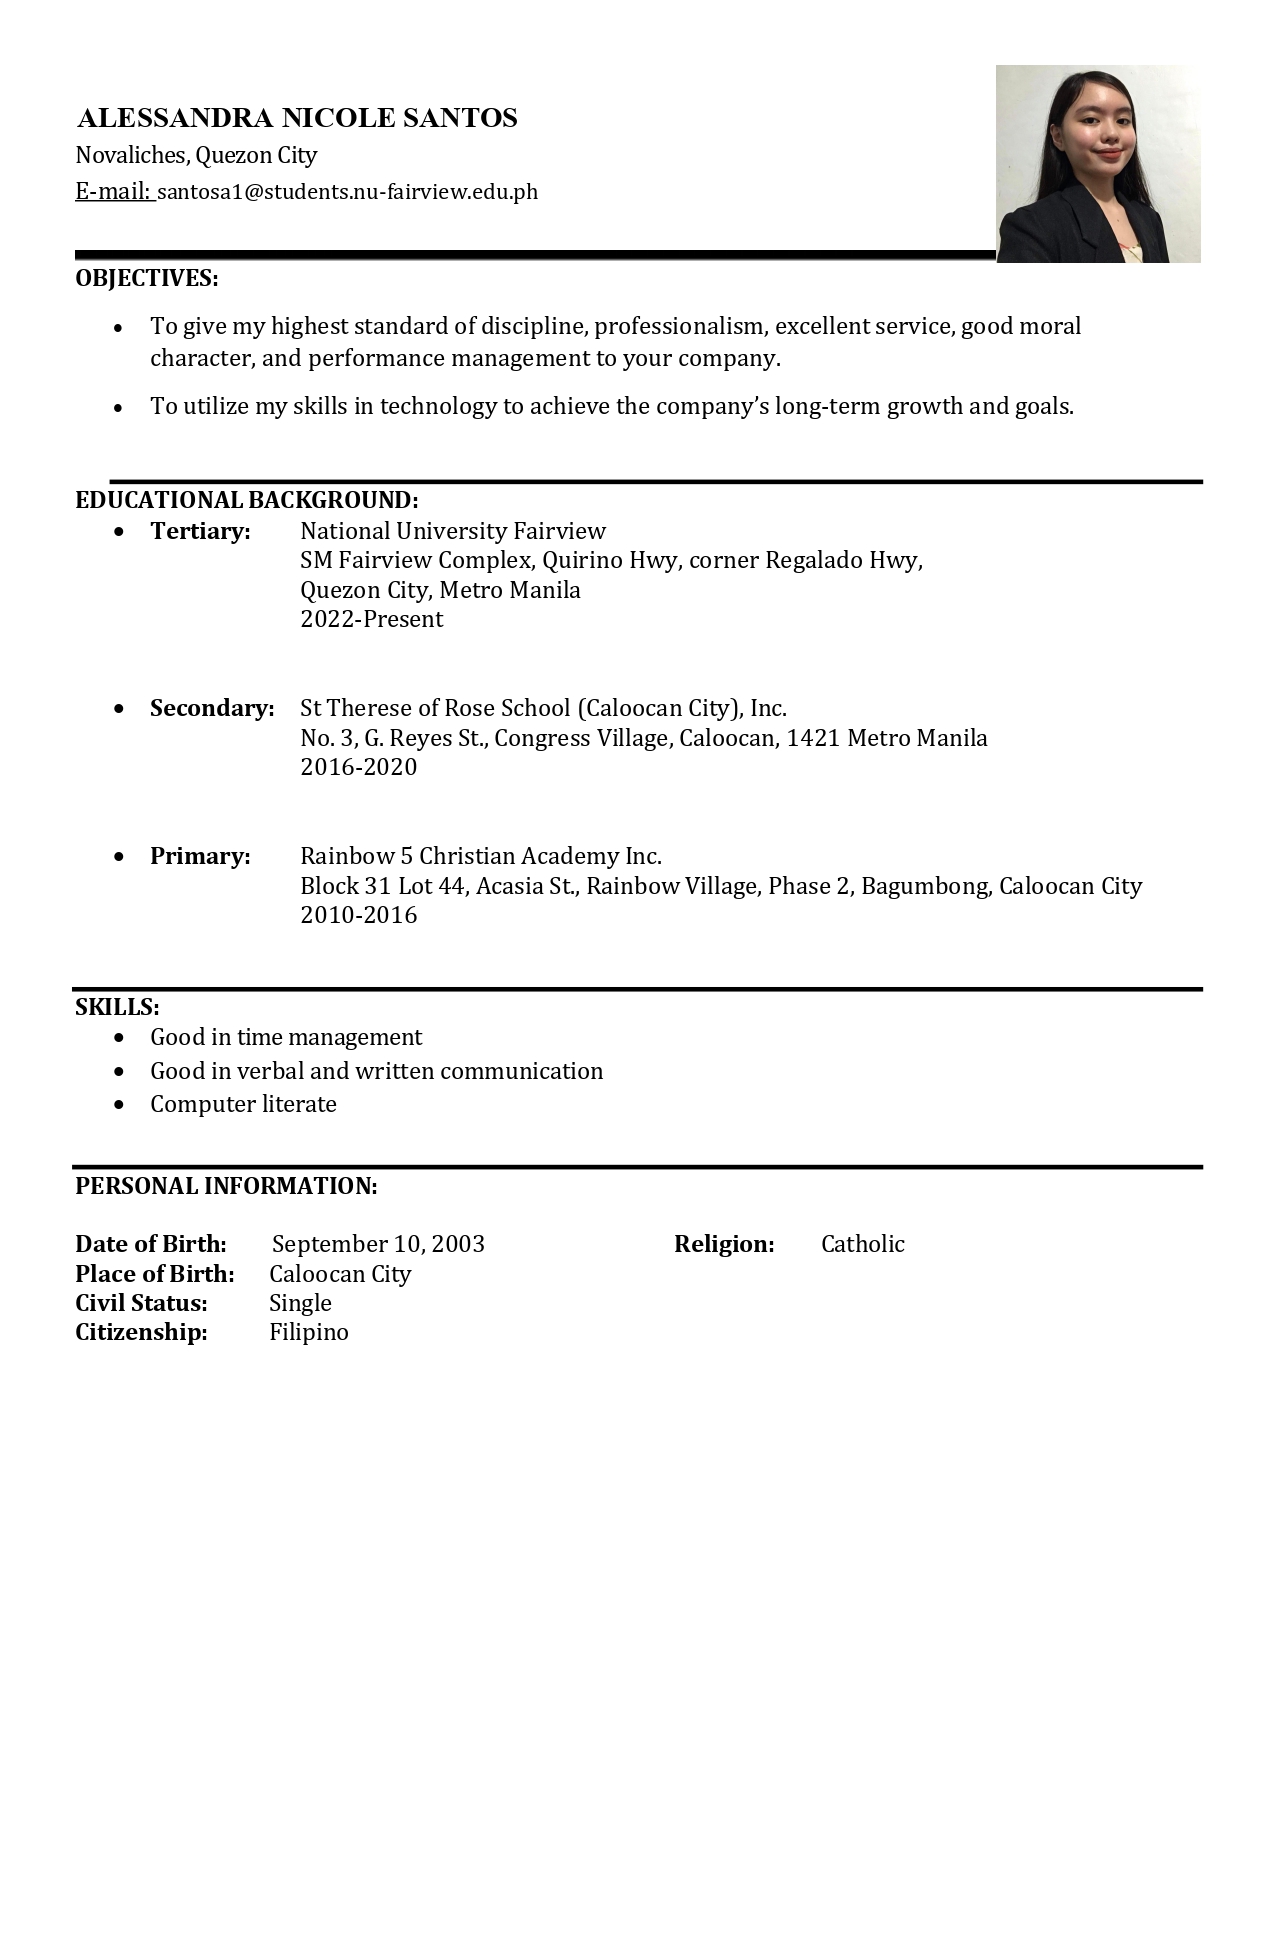 ALESSANDRA NICOLE SANTOS
Novaliches, Quezon City
E-mail: santosa1@students.nu-fairview.edu.ph
OBJECTIVES:
• To give my highest standard of discipline, professionalism, excellent service, good moral
character, and performance management to your company.
• To utilize my skills in technology to achieve the company’s long-term growth and goals.
EDUCATIONAL BACKGROUND:
• Tertiary: National University Fairview
SM Fairview Complex, Quirino Hwy, corner Regalado Hwy,
Quezon City, Metro Manila
2022-Present
• Secondary: St Therese of Rose School (Caloocan City), Inc.
No. 3, G. Reyes St., Congress Village, Caloocan, 1421 Metro Manila
2016-2020
• Primary: Rainbow 5 Christian Academy Inc.
Block 31 Lot 44, Acasia St., Rainbow Village, Phase 2, Bagumbong, Caloocan City
2010-2016
SKILLS:
• Good in time management
• Good in verbal and written communication
• Computer literate
PERSONAL INFORMATION:
Date of Birth: September 10, 2003 Religion: Catholic
Place of Birth: Caloocan City
Civil Status: Single
Citizenship: Filipino